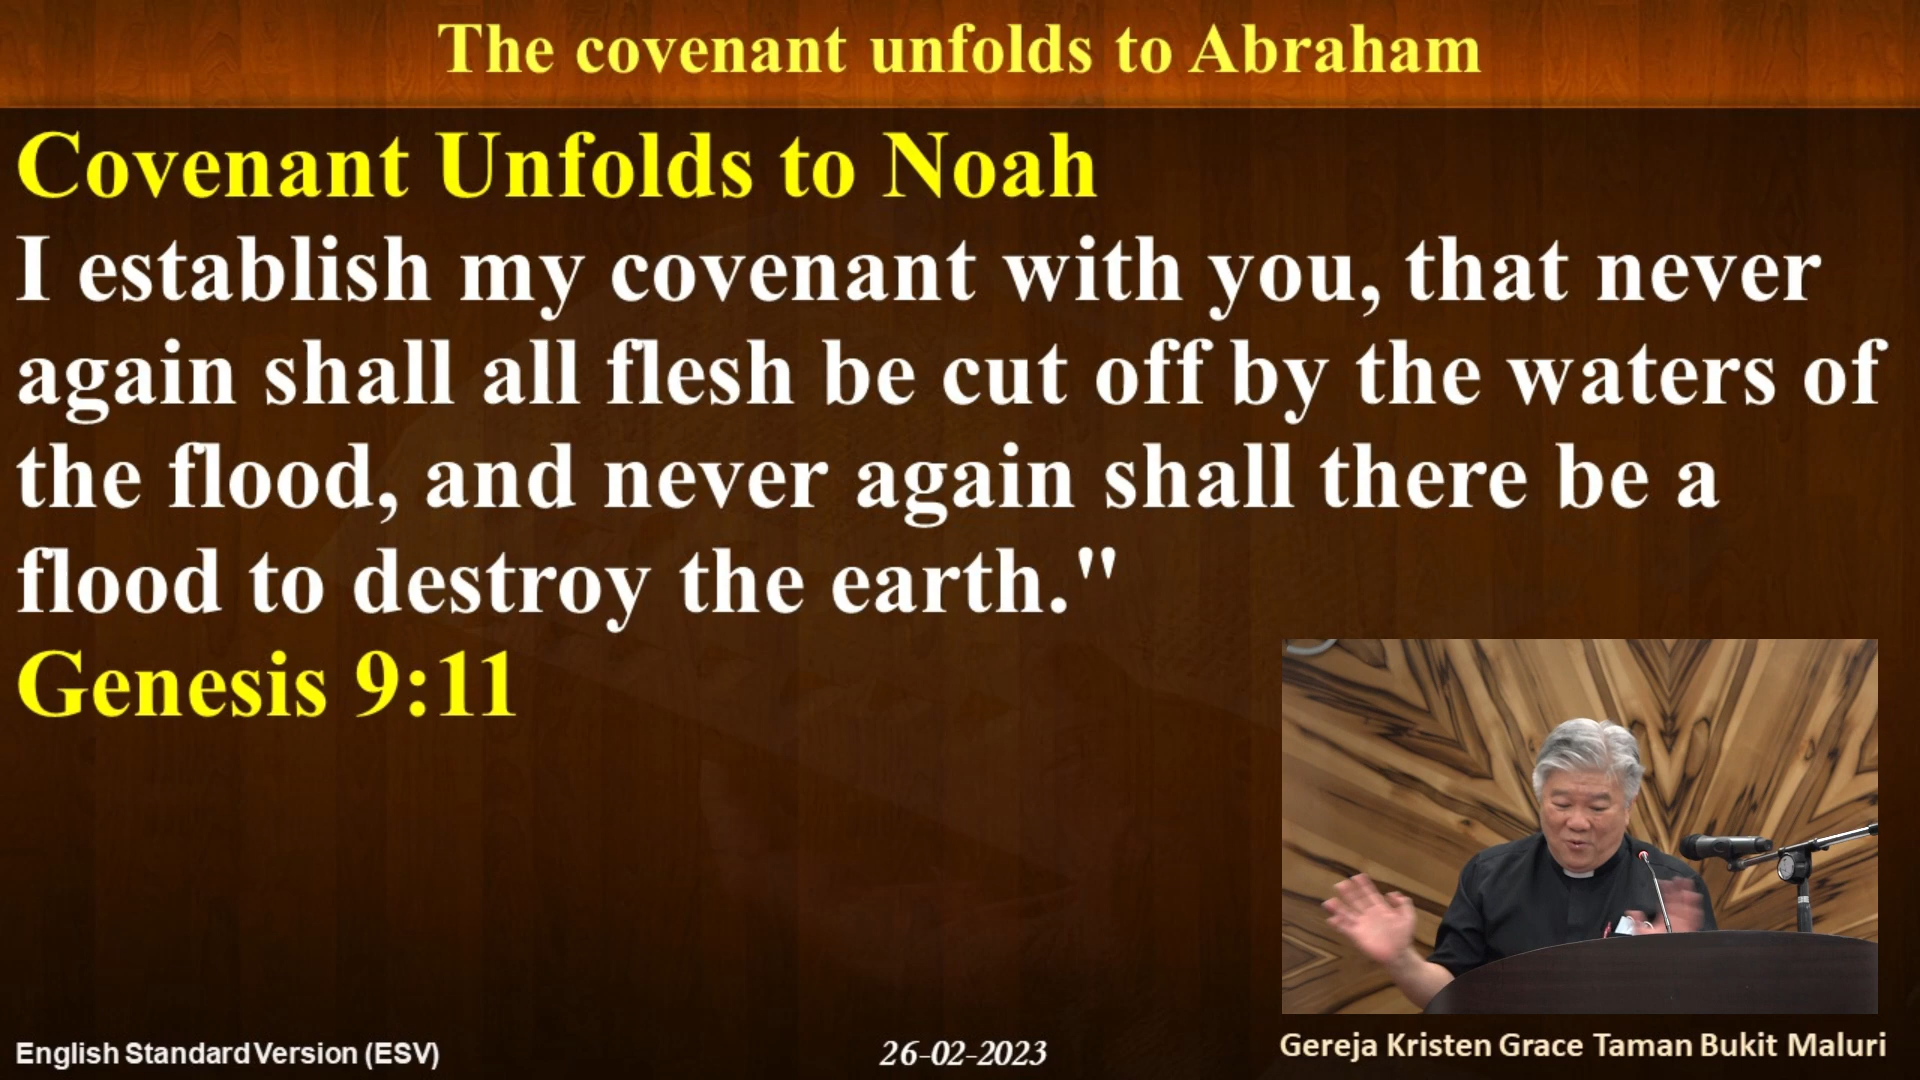 The covenant unfolds to Abraham
Covenant Unfolds to Noah
I establish my covenant with you, that never
again shall all flesh be cut off by the waters of
the flood, and never again shall there be a
flood to destroy the earth."
Genesis 9:11
English Standard Version (ESV)
26-02-2023
Gereja Kristen Grace Taman Bukit Maluri